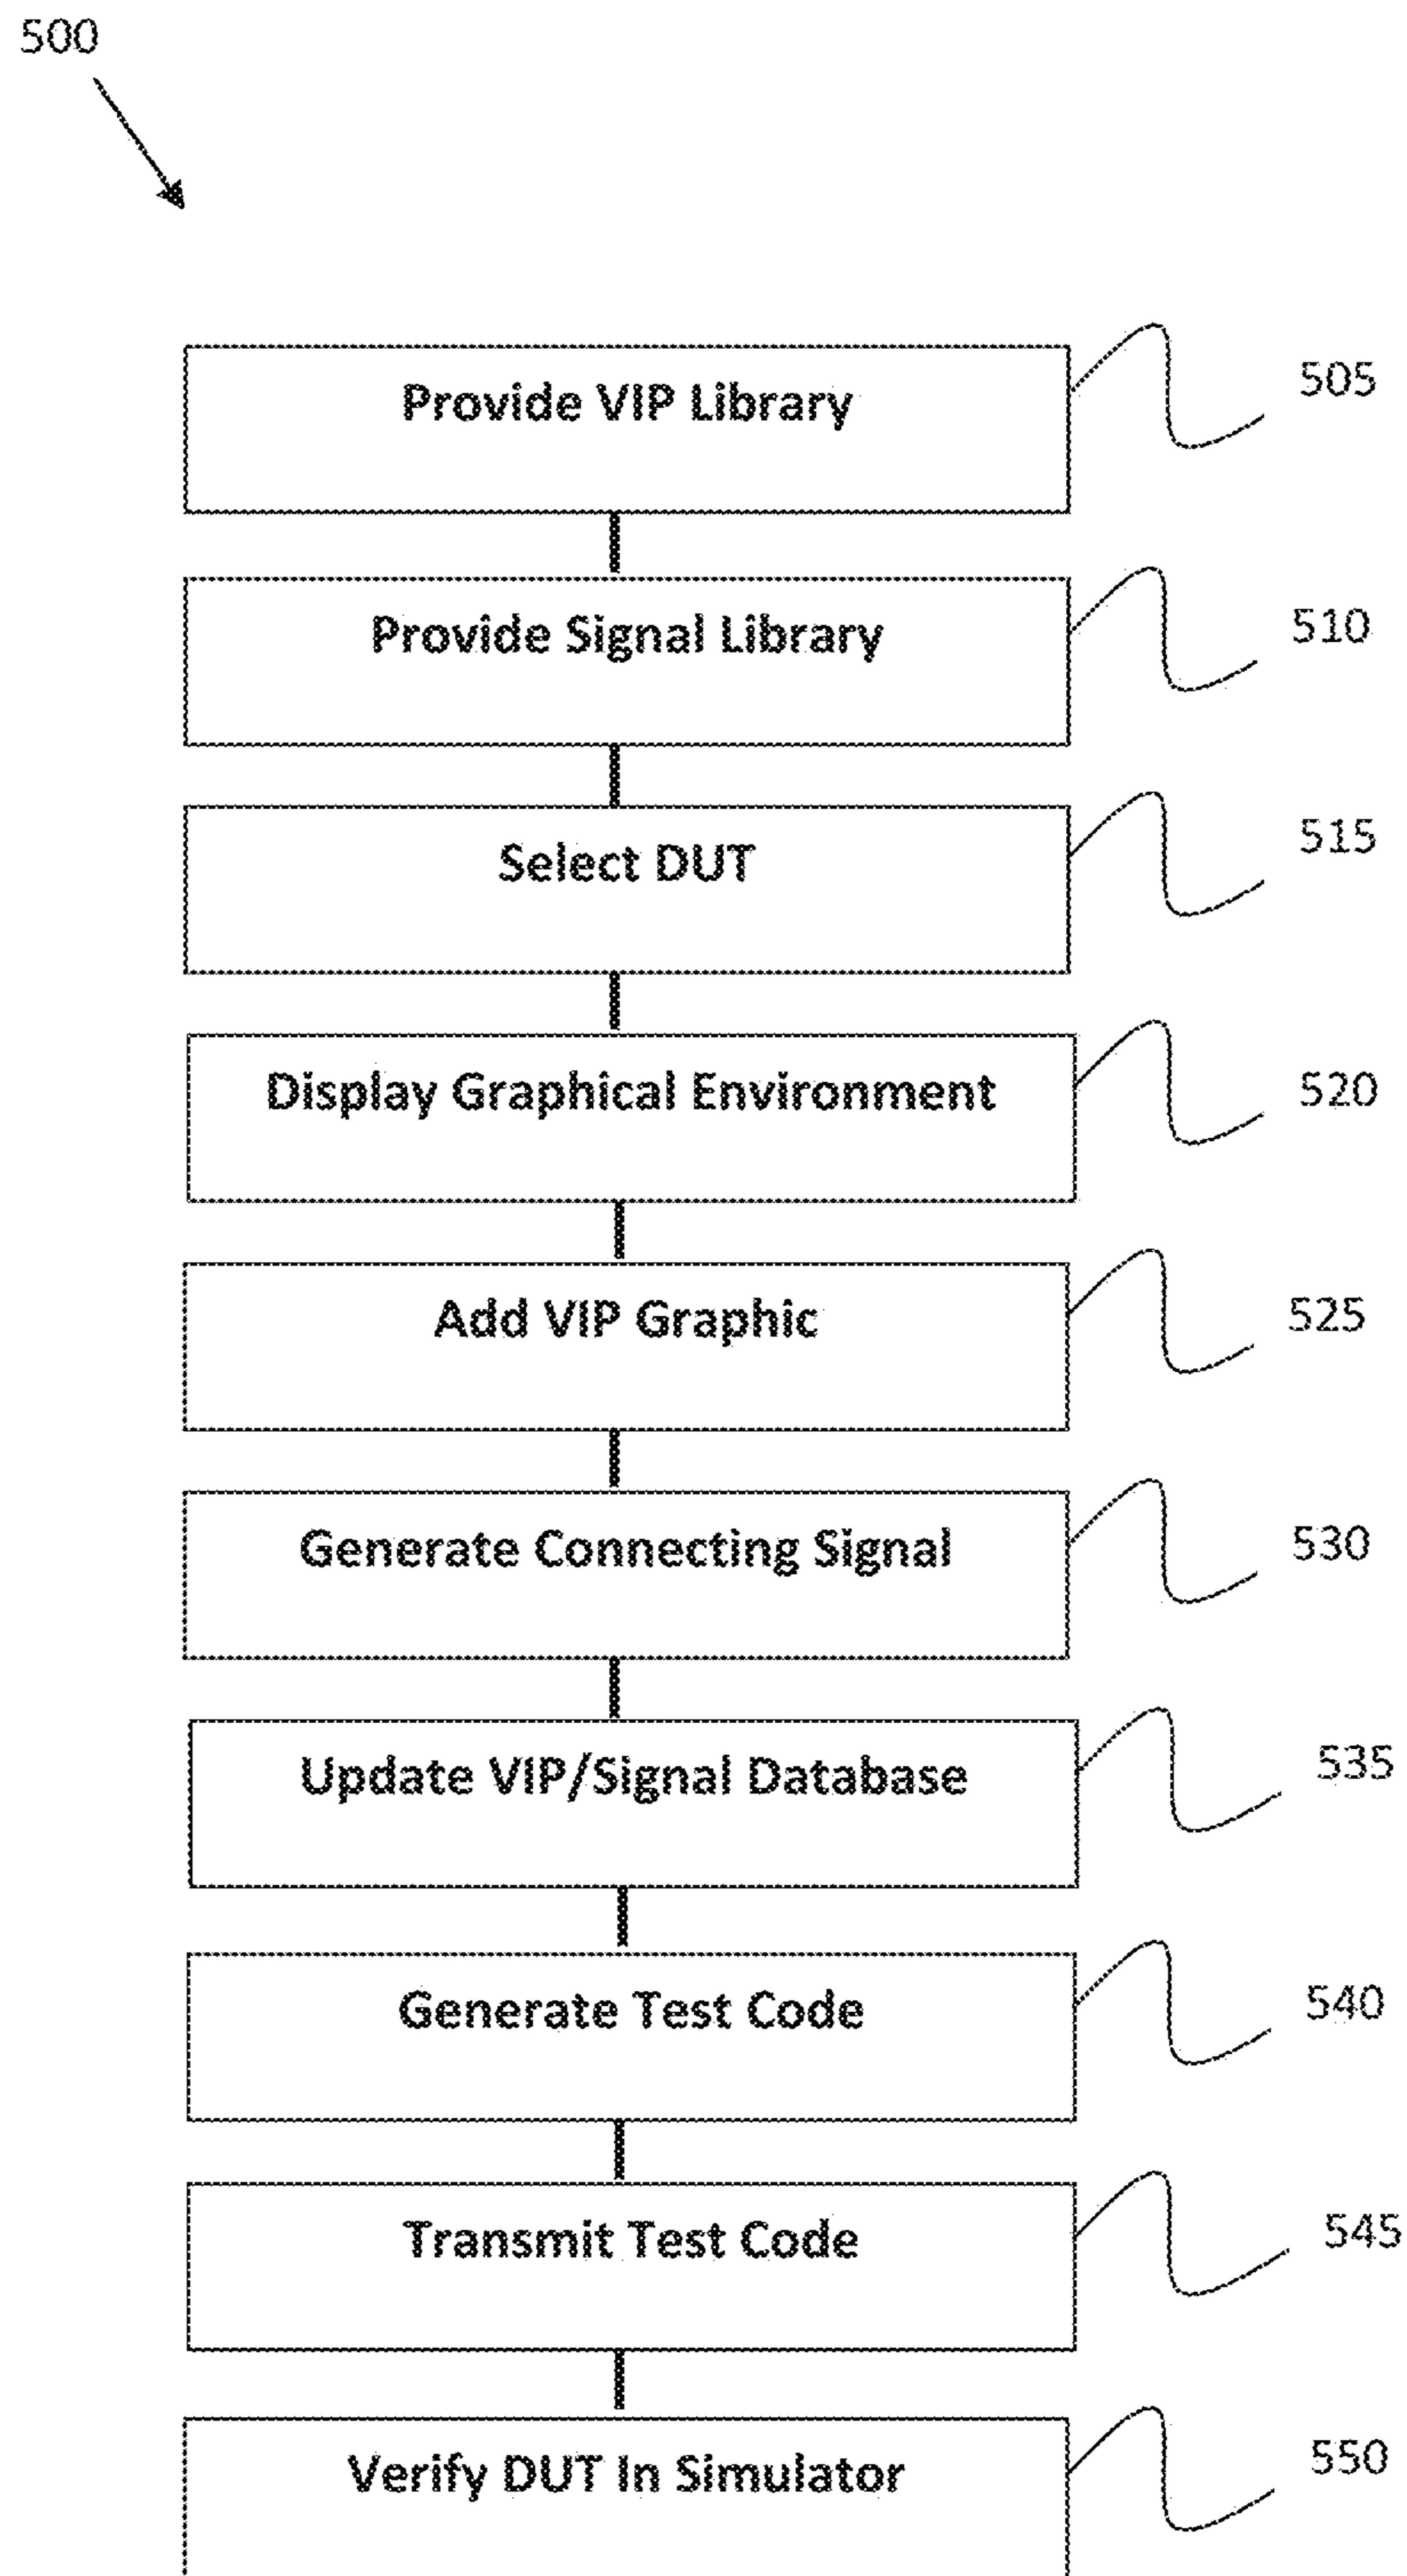 500
Provide VIP Library
505
Provide Signal Library
510
Select DUT
515
Display Graphical Environment
520
Add VIP Graphic
525
Generate Connecting Signal
530
Update VIP/Signal Database
535
Generate Test Code
540
Transmit Test Code
545
Verify DUT In Simulator
550